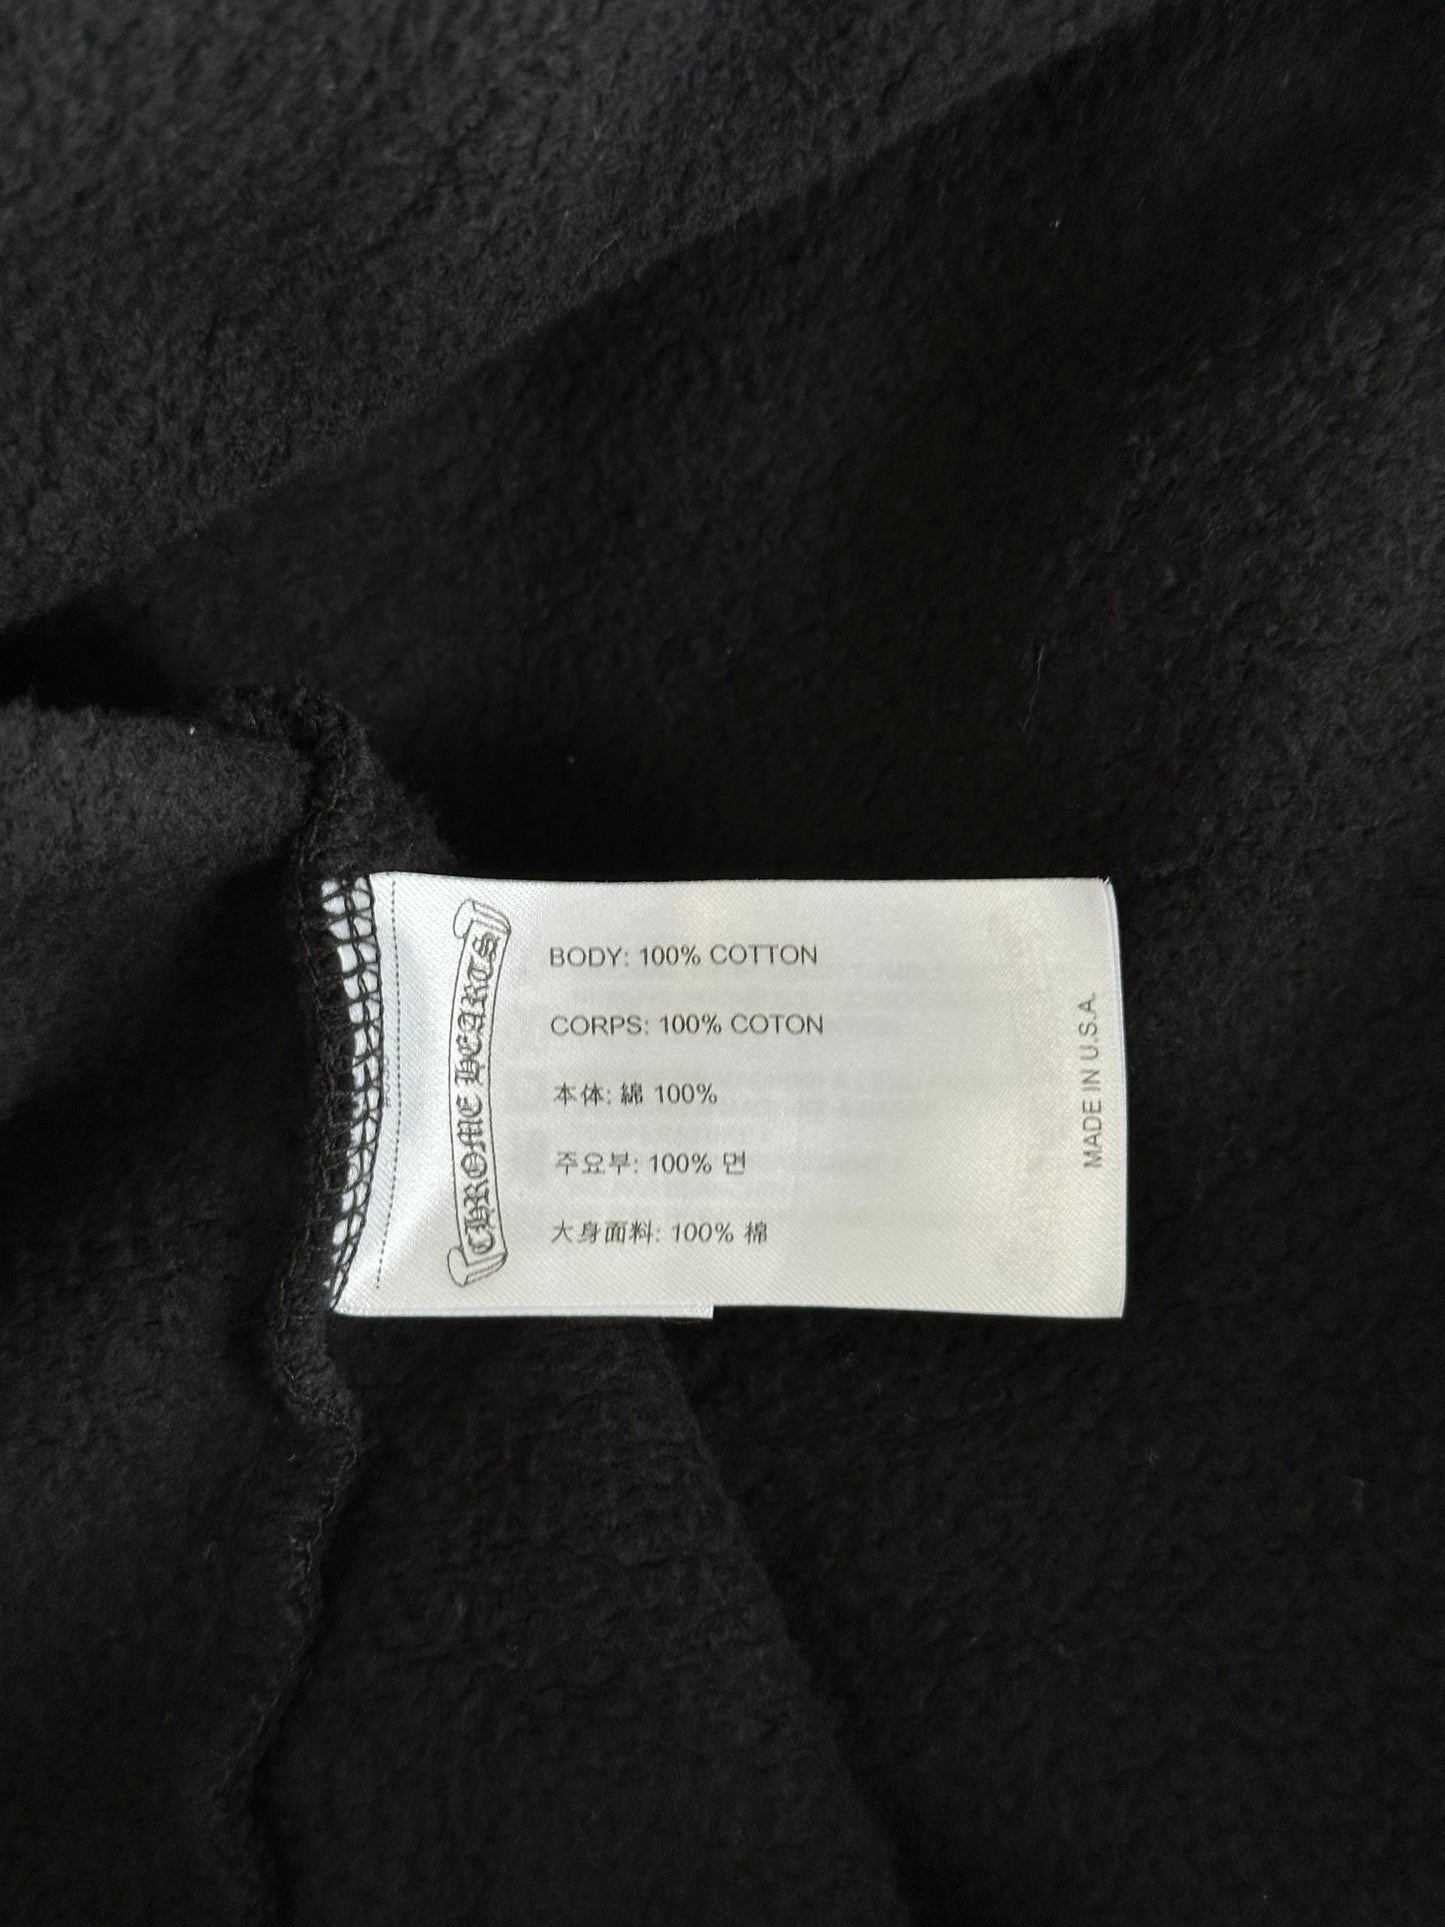 CHROME HEARTS
BODY: 100% COTTON
CORPS: 100% COTON
本体: 綿 100%
주요부: 100% 면
大身面料: 100% 棉
MADE IN U.S.A.